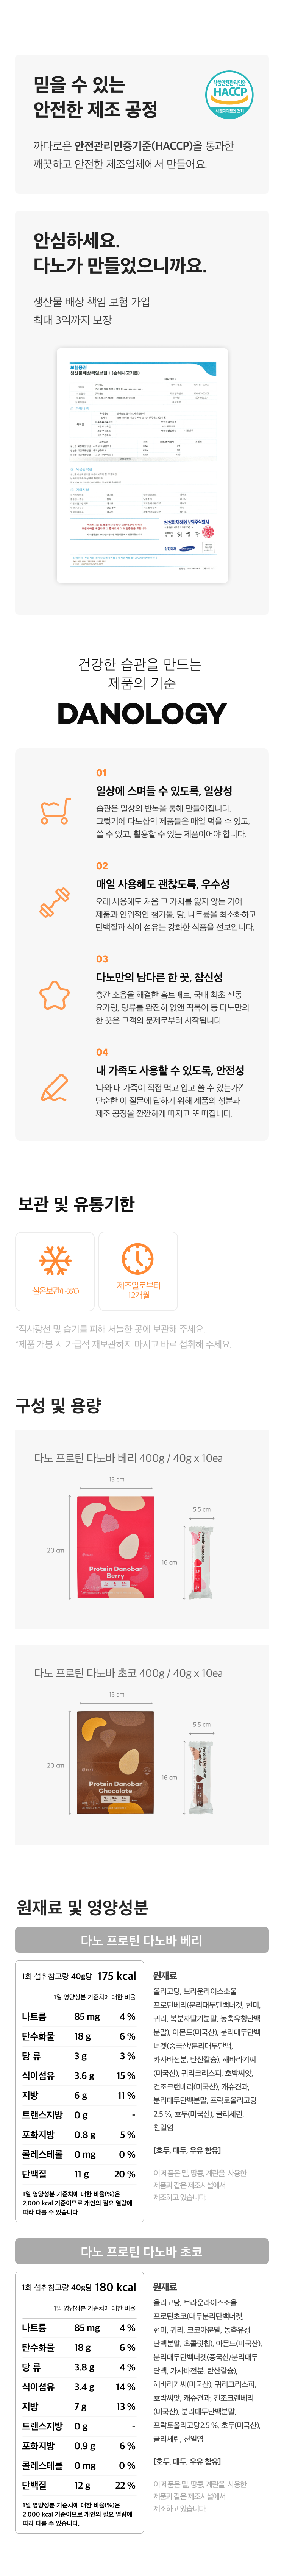 믿을 수 있는
안전한 제조 공정
식품안전관리인증
HACCP
까다로운 안전관리인증기준(HACCP)을 통과한
깨끗하고 안전한 제조업체에서 만들어요.
안심하세요.
다노가 만들었으니까요.
생산물 배상 책임 보험 가입
최대 3억까지 보장
건강한 습관을 만드는
제품의 기준
DANOLOGY
01
일상에 스며들 수 있도록, 일상성
습관은 일상의 반복을 통해 만들어집니다.
그렇기에 다노샵의 제품들은 매일 먹을 수 있고,
쓸 수 있고, 활용할 수 있는 제품이어야 합니다.
02
매일 사용해도 괜찮도록, 우수성
오래 사용해도 처음 그 가치를 잃지 않는 기어
제품과 인위적인 첨가물, 당, 나트륨을 최소화하고
단백질과 식이 섬유는 강화한 식품을 선보입니다.
03
다노만의 남다른 한 끗, 참신성
층간 소음을 해결한 홈트매트, 국내 최초 진동
요가링, 당류를 완전히 없앤 떡볶이 등 다노만의
한 끗은 고객의 문제로부터 시작됩니다
04
내 가족도 사용할 수 있도록, 안전성
'나와 내 가족이 직접 먹고 입고 쓸 수 있는가?'
단순한 이 질문에 답하기 위해 제품의 성분과
제조 공정을 깐깐하게 따지고 또 따집니다.
보관 및 유통기한
실온보관(1~35℃)
제조일로부터
12개월
*직사광선 및 습기를 피해 서늘한 곳에 보관해 주세요.
*제품 개봉 시 가급적 재보관하지 마시고 바로 섭취해 주세요.
구성 및 용량
다노 프로틴 다노바 베리 400g / 40g x 10ea
15 cm
5.5 cm
20 cm
16 cm
Protein Danobar
Berry
Protein Danobar
다노 프로틴 다노바 초코 400g / 40g x 10ea
15 cm
5.5 cm
20 cm
16 cm
Protein Danobar
Chocolate
Protein Danobar
원재료 및 영양성분
다노 프로틴 다노바 베리
1회 섭취참고량 40g당 175 kcal
1일 영양성분 기준치에 대한 비율
나트륨 85 mg 4 %
탄수화물 18 g 6 %
당 류 3 g 3 %
식이섬유 3.6 g 15 %
지방 6 g 11 %
트랜스지방 0 g -
포화지방 0.8 g 5 %
콜레스테롤 0 mg 0 %
단백질 11 g 20 %
1일 영양성분 기준치에 대한 비율(%)은
2,000 kcal 기준이므로 개인의 필요 열량에
따라 다를 수 있습니다.
원재료
올리고당, 브라운라이스소울
프로틴베리(분리대두단백너겟, 현미,
귀리, 복분자딸기분말, 농축유청단백
분말), 아몬드(미국산), 분리대두단백
너겟(중국산/분리대두단백,
카사바전분, 탄산칼슘), 해바라기씨
(미국산), 귀리크리스피, 호박씨앗,
건조크랜베리(미국산), 캐슈견과,
분리대두단백분말, 프락토올리고당
2.5 %, 호두(미국산), 글리세린,
천일염
[호두, 대두, 우유 함유]
이 제품은 밀, 땅콩, 계란을 사용한
제품과 같은 제조시설에서
제조하고 있습니다.
다노 프로틴 다노바 초코
1회 섭취참고량 40g당 180 kcal
1일 영양성분 기준치에 대한 비율
나트륨 85 mg 4 %
탄수화물 18 g 6 %
당 류 3.8 g 4 %
식이섬유 3.4 g 14 %
지방 7 g 13 %
트랜스지방 0 g -
포화지방 0.9 g 6 %
콜레스테롤 0 mg 0 %
단백질 12 g 22 %
1일 영양성분 기준치에 대한 비율(%)은
2,000 kcal 기준이므로 개인의 필요 열량에
따라 다를 수 있습니다.
원재료
올리고당, 브라운라이스소울
프로틴초코(대두분리단백너켓,
현미, 귀리, 코코아분말, 농축유청
단백분말, 초콜릿칩), 아몬드(미국산),
분리대두단백너겟(중국산/분리대두
단백, 카사바전분, 탄산칼슘),
해바라기씨(미국산), 귀리크리스피,
호박씨앗, 캐슈견과, 건조크랜베리
(미국산), 분리대두단백분말,
프락토올리고당2.5 %, 호두(미국산),
글리세린, 천일염
[호두, 대두, 우유 함유]
이 제품은 밀, 땅콩, 계란을 사용한
제품과 같은 제조시설에서
제조하고 있습니다.